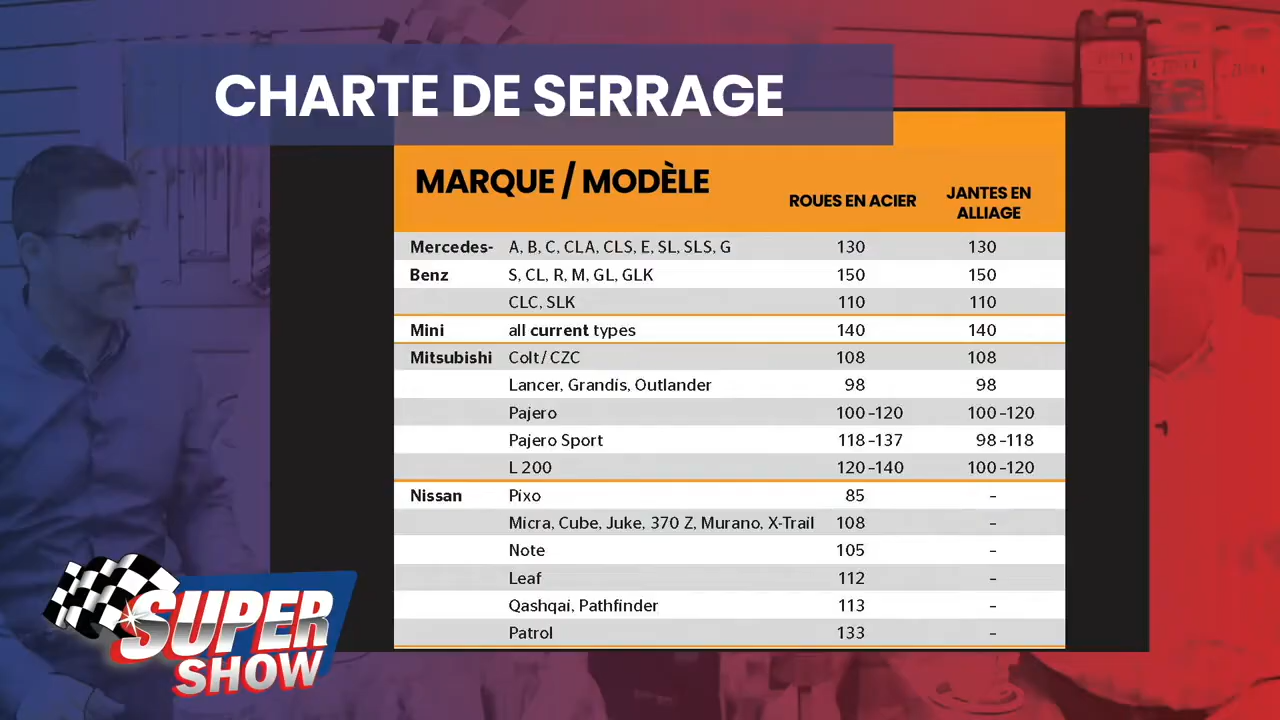 CHARTE DE SERRAGE
MARQUE / MODÈLE ROUES EN ACIER JANTES EN ALLIAGE
Mercedes- A, B, C, CLA, CLS, E, SL, SLS, G 130 130
Benz S, CL, R, M, GL, GLK 150 150
CLC, SLK 110 110
Mini all current types 140 140
Mitsubishi Colt / CZC 108 108
Lancer, Grandis, Outlander 98 98
Pajero 100-120 100-120
Pajero Sport 118-137 98-118
L 200 120-140 100-120
Nissan Pixo 85 –
Micra, Cube, Juke, 370 Z, Murano, X-Trail 108 –
Note 105 –
Leaf 112 –
Qashqai, Pathfinder 113 –
Patrol 133 –
SUPER
SHOW